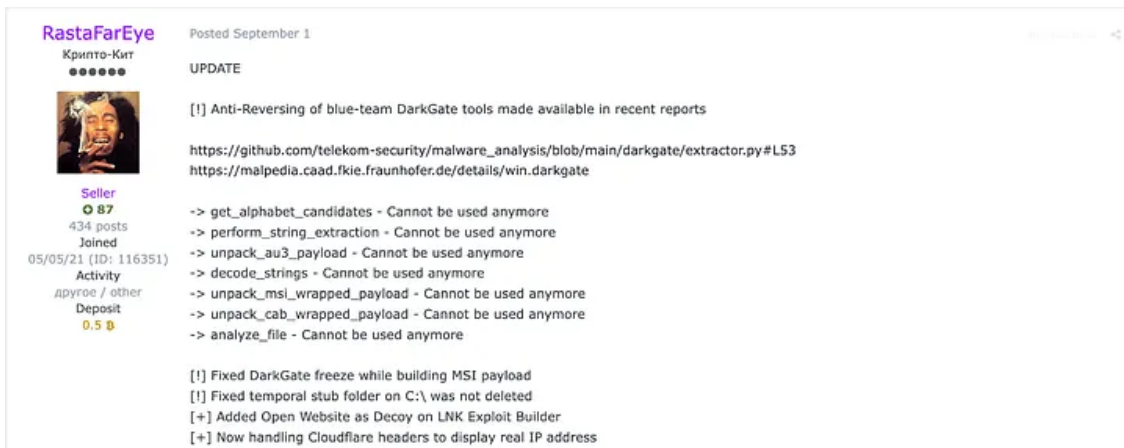 RastaFarEye
Крипто-Кит
Seller
87
434 posts
Joined
05/05/21 (ID: 116351)
Activity
другое / other
Deposit
0.5 ₿
Posted September 1
UPDATE
[!] Anti-Reversing of blue-team DarkGate tools made available in recent reports
https://github.com/telekom-security/malware_analysis/blob/main/darkgate/extractor.py#L53
https://malpedia.caad.fkie.fraunhofer.de/details/win.darkgate
-> get_alphabet_candidates - Cannot be used anymore
-> perform_string_extraction - Cannot be used anymore
-> unpack_au3_payload - Cannot be used anymore
-> decode_strings - Cannot be used anymore
-> unpack_msi_wrapped_payload - Cannot be used anymore
-> unpack_cab_wrapped_payload - Cannot be used anymore
-> analyze_file - Cannot be used anymore
[!] Fixed DarkGate freeze while building MSI payload
[!] Fixed temporal stub folder on C:\ was not deleted
[+] Added Open Website as Decoy on LNK Exploit Builder
[+] Now handling Cloudflare headers to display real IP address